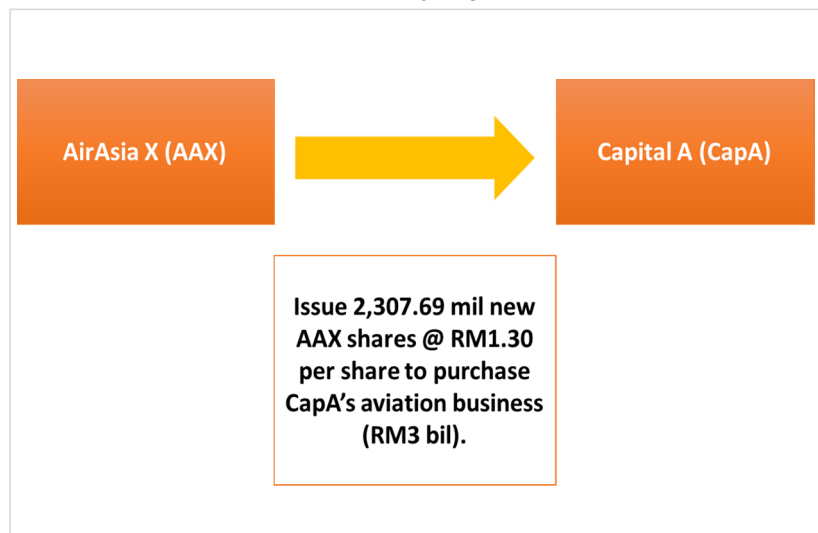 AirAsia X (AAX)
Capital A (CapA)
Issue 2,307.69 mil new
AAX shares @ RM1.30
per share to purchase
CapA's aviation business
(RM3 bil).